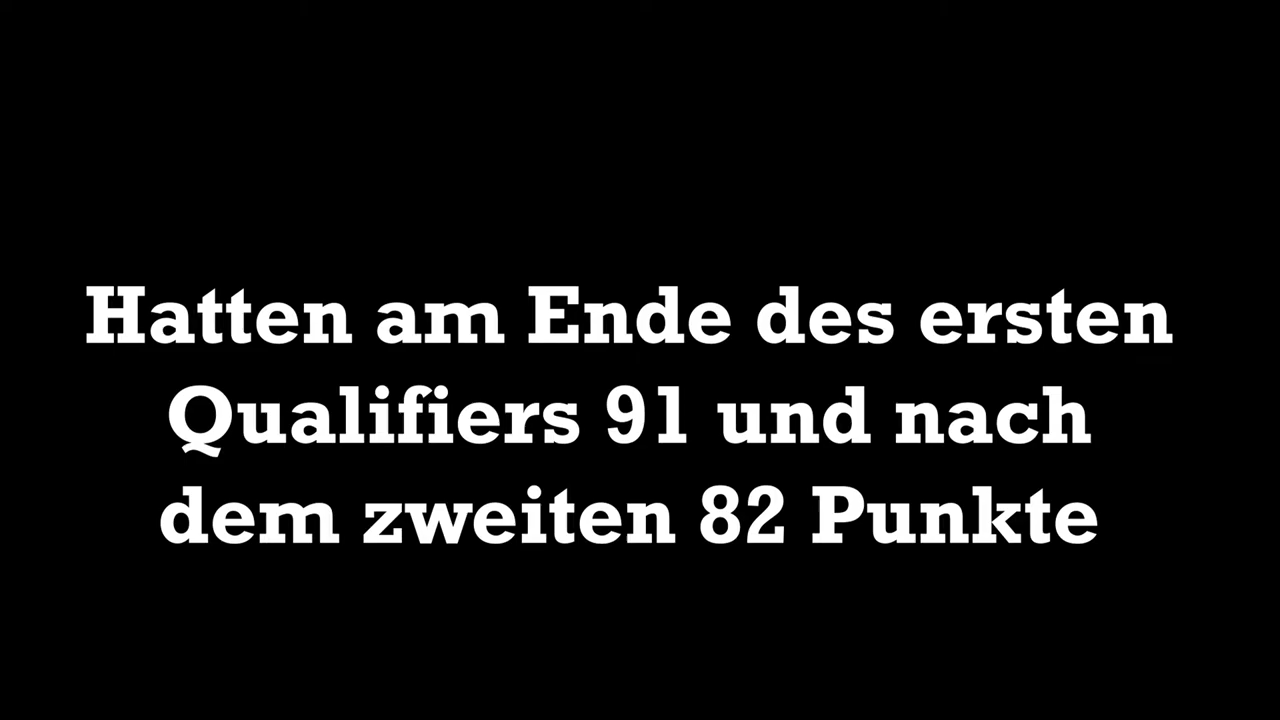 Hatten am Ende des ersten
Qualifiers 91 und nach
dem zweiten 82 Punkte